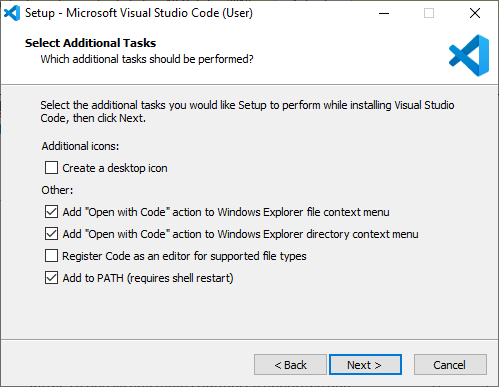 Setup - Microsoft Visual Studio Code (User)
Select Additional Tasks
Which additional tasks should be performed?
Select the additional tasks you would like Setup to perform while installing Visual Studio
Code, then click Next.
Additional icons:
Create a desktop icon
Other:
Add "Open with Code" action to Windows Explorer file context menu
Add "Open with Code" action to Windows Explorer directory context menu
Register Code as an editor for supported file types
Add to PATH (requires shell restart)
< Back
Next >
Cancel